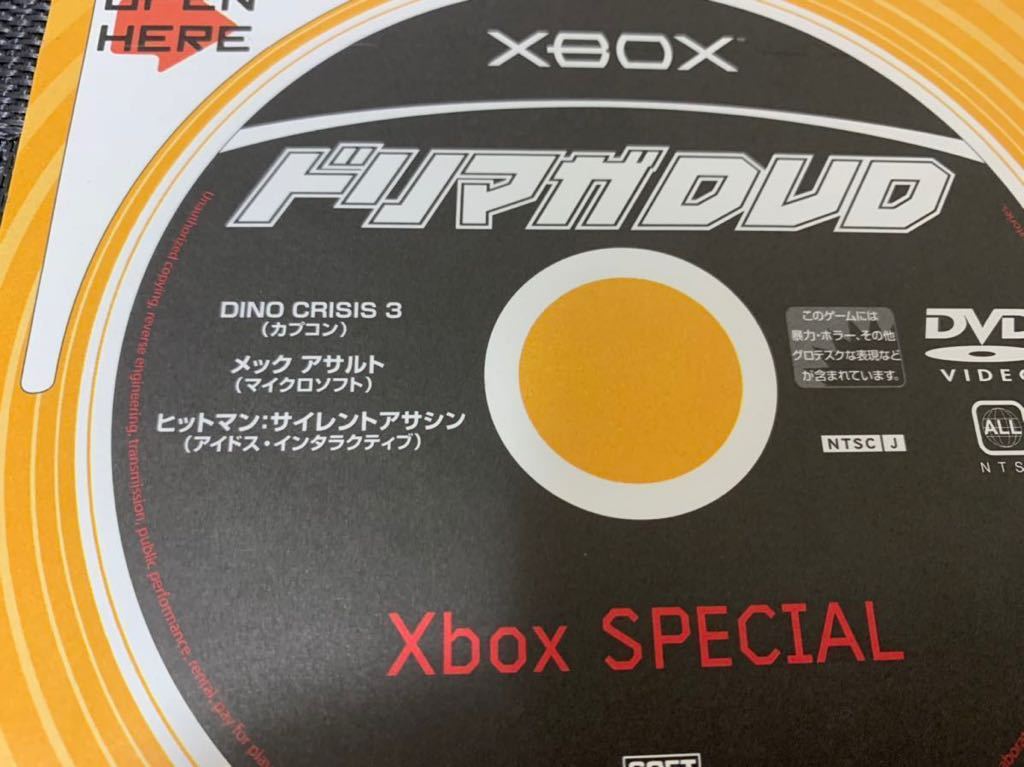 OPEN
HERE
XBOX
ドリマガDVD
DINO CRISIS 3
(カプコン)
メック アサルト
(マイクロソフト)
ヒットマン:サイレントアサシン
(アイドス・インタラクティブ)
このゲームには
暴力・ホラー、その他
グロテスクな表現など
が含まれています。
DVD
VIDEO
NTSC J
ALL
NTS
Unauthorized copying, reverse engineering, transmission, public performance, rental, pay for play
Xbox SPECIAL
SOFT